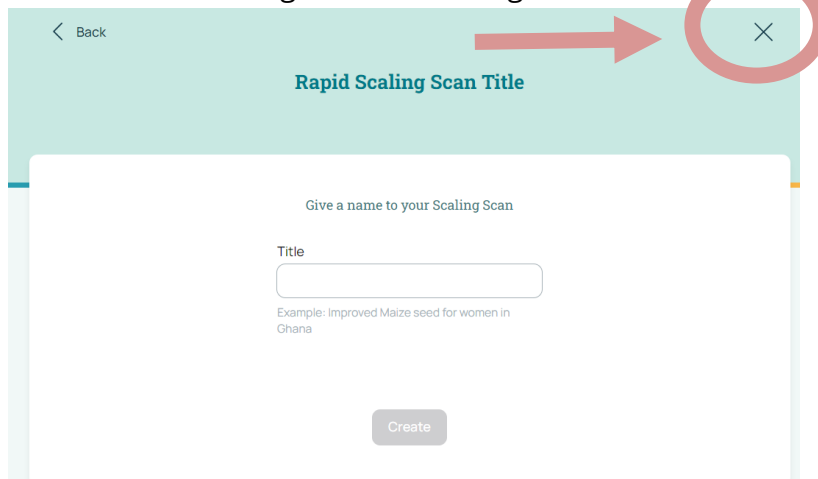 Back
Rapid Scaling Scan Title
Give a name to your Scaling Scan
Title
Example: Improved Maize seed for women in
Ghana
Create